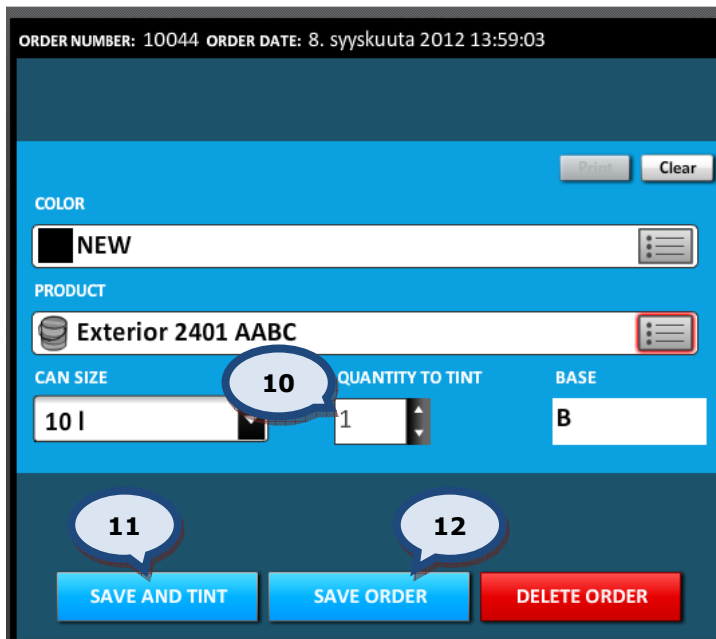 ORDER NUMBER: 10044 ORDER DATE: 8. syyskuuta 2012 13:59:03
Print Clear
COLOR
NEW
PRODUCT
Exterior 2401 AABC
CAN SIZE 10 QUANTITY TO TINT BASE
10 l 1 B
11 12
SAVE AND TINT SAVE ORDER DELETE ORDER